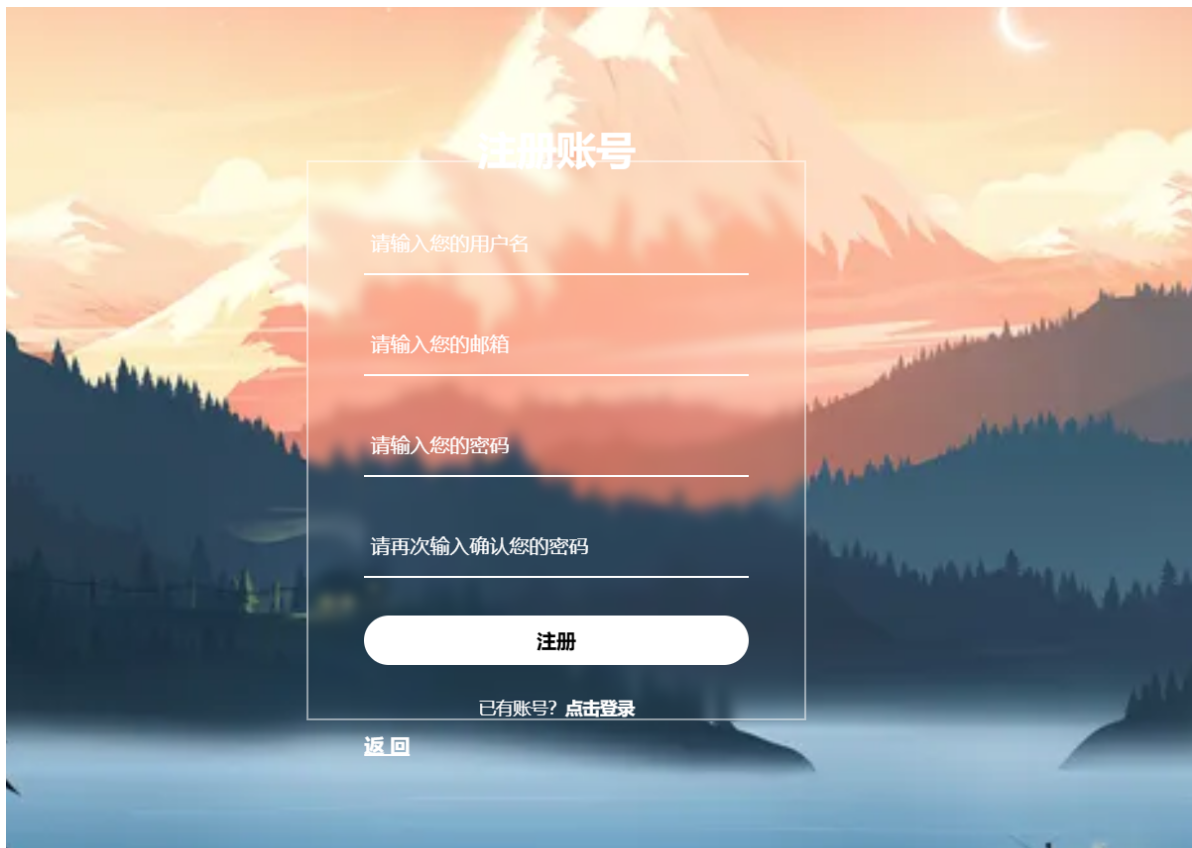 注册账号
请输入您的用户名
请输入您的邮箱
请输入您的密码
请再次输入确认您的密码
注册
已有账号？点击登录
返 回